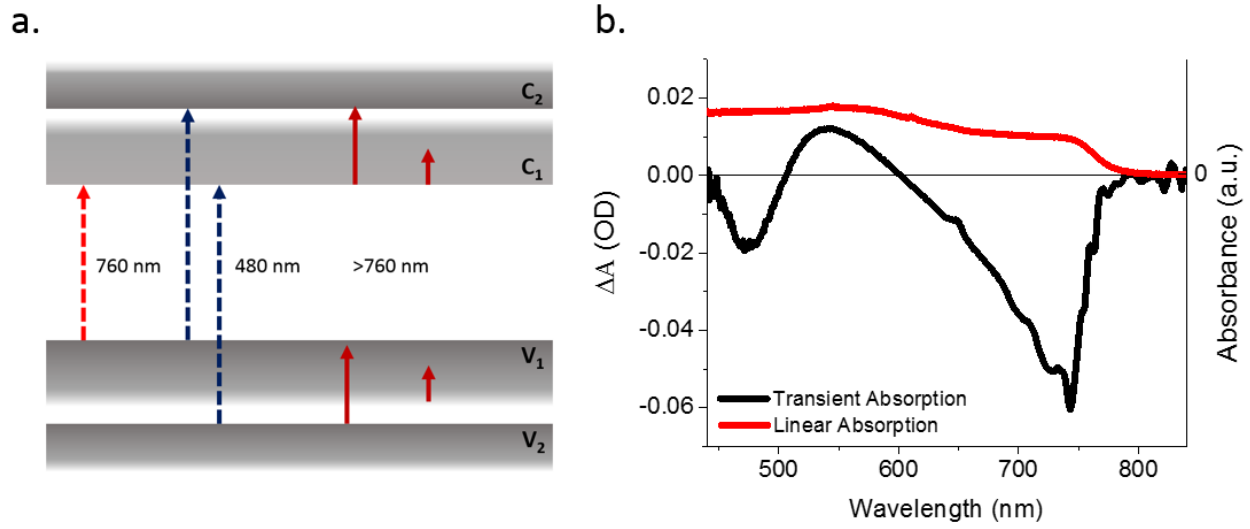 a.
C₂
C₁
760 nm
480 nm
>760 nm
V₁
V₂
b.
0.02
0.00
-0.02
-0.04
-0.06
ΔA (OD)
0
Absorbance (a.u.)
Transient Absorption
Linear Absorption
500 600 700 800
Wavelength (nm)